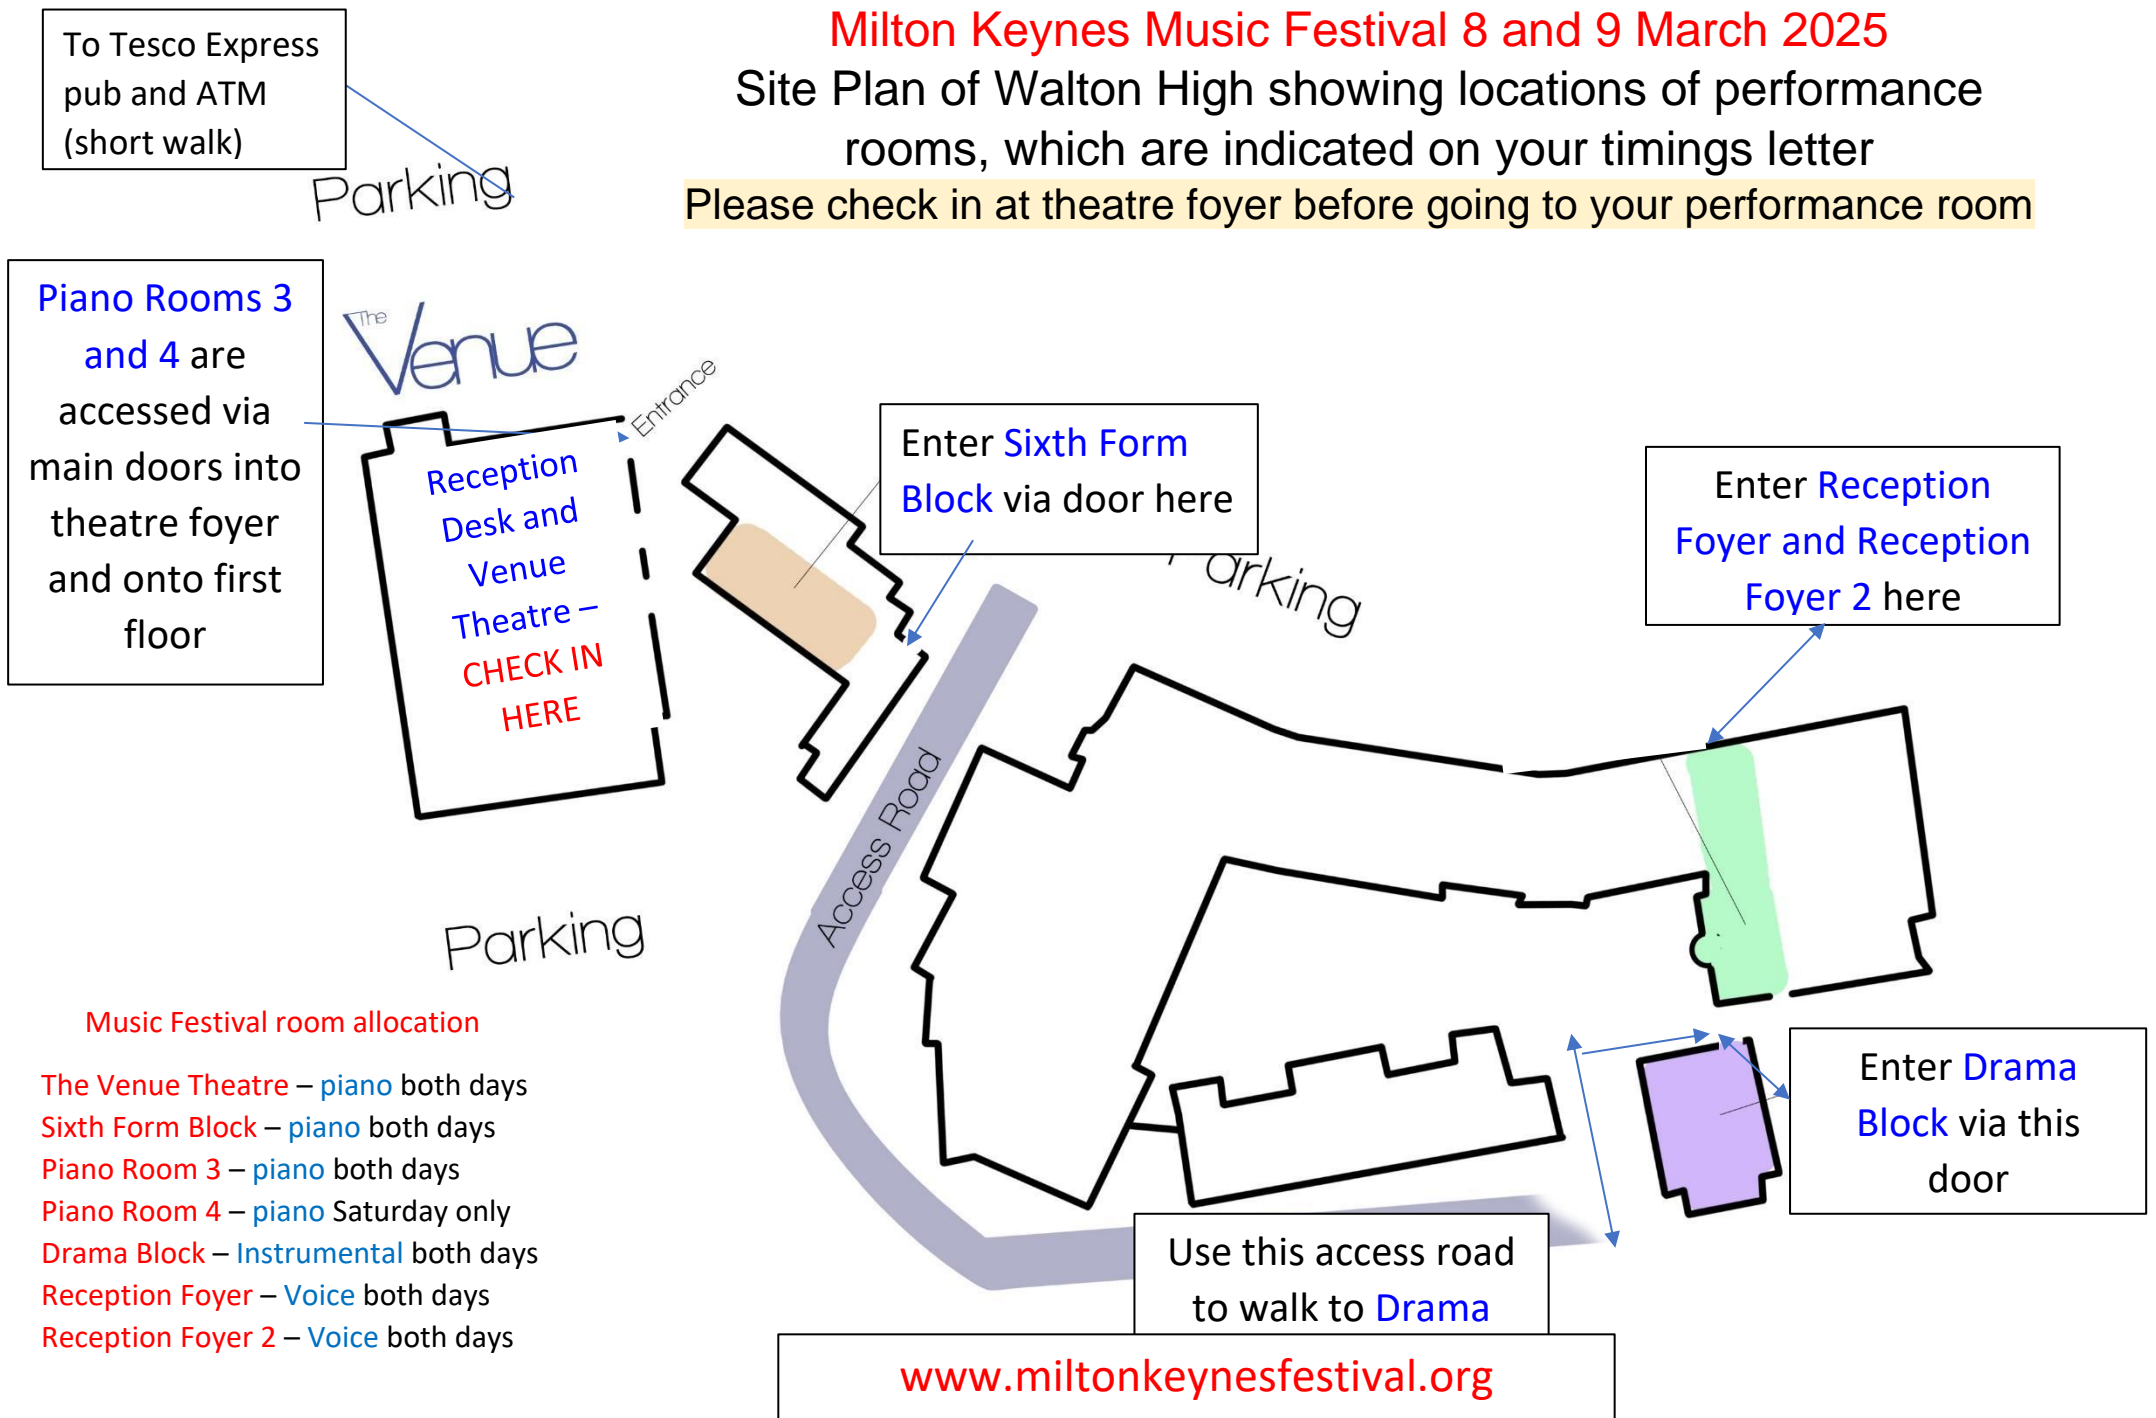 To Tesco Express
pub and ATM
(short walk)
Milton Keynes Music Festival 8 and 9 March 2025
Site Plan of Walton High showing locations of performance
rooms, which are indicated on your timings letter
Please check in at theatre foyer before going to your performance room
Parking
Piano Rooms 3
and 4 are
accessed via
main doors into
theatre foyer
and onto first
floor
The
Venue
Entrance
Reception
Desk and
Venue
Theatre –
CHECK IN
HERE
Enter Sixth Form
Block via door here
Parking
Enter Reception
Foyer and Reception
Foyer 2 here
Access Road
Parking
Music Festival room allocation
The Venue Theatre – piano both days
Sixth Form Block – piano both days
Piano Room 3 – piano both days
Piano Room 4 – piano Saturday only
Drama Block – Instrumental both days
Reception Foyer – Voice both days
Reception Foyer 2 – Voice both days
Enter Drama
Block via this
door
Use this access road
to walk to Drama
www.miltonkeynesfestival.org